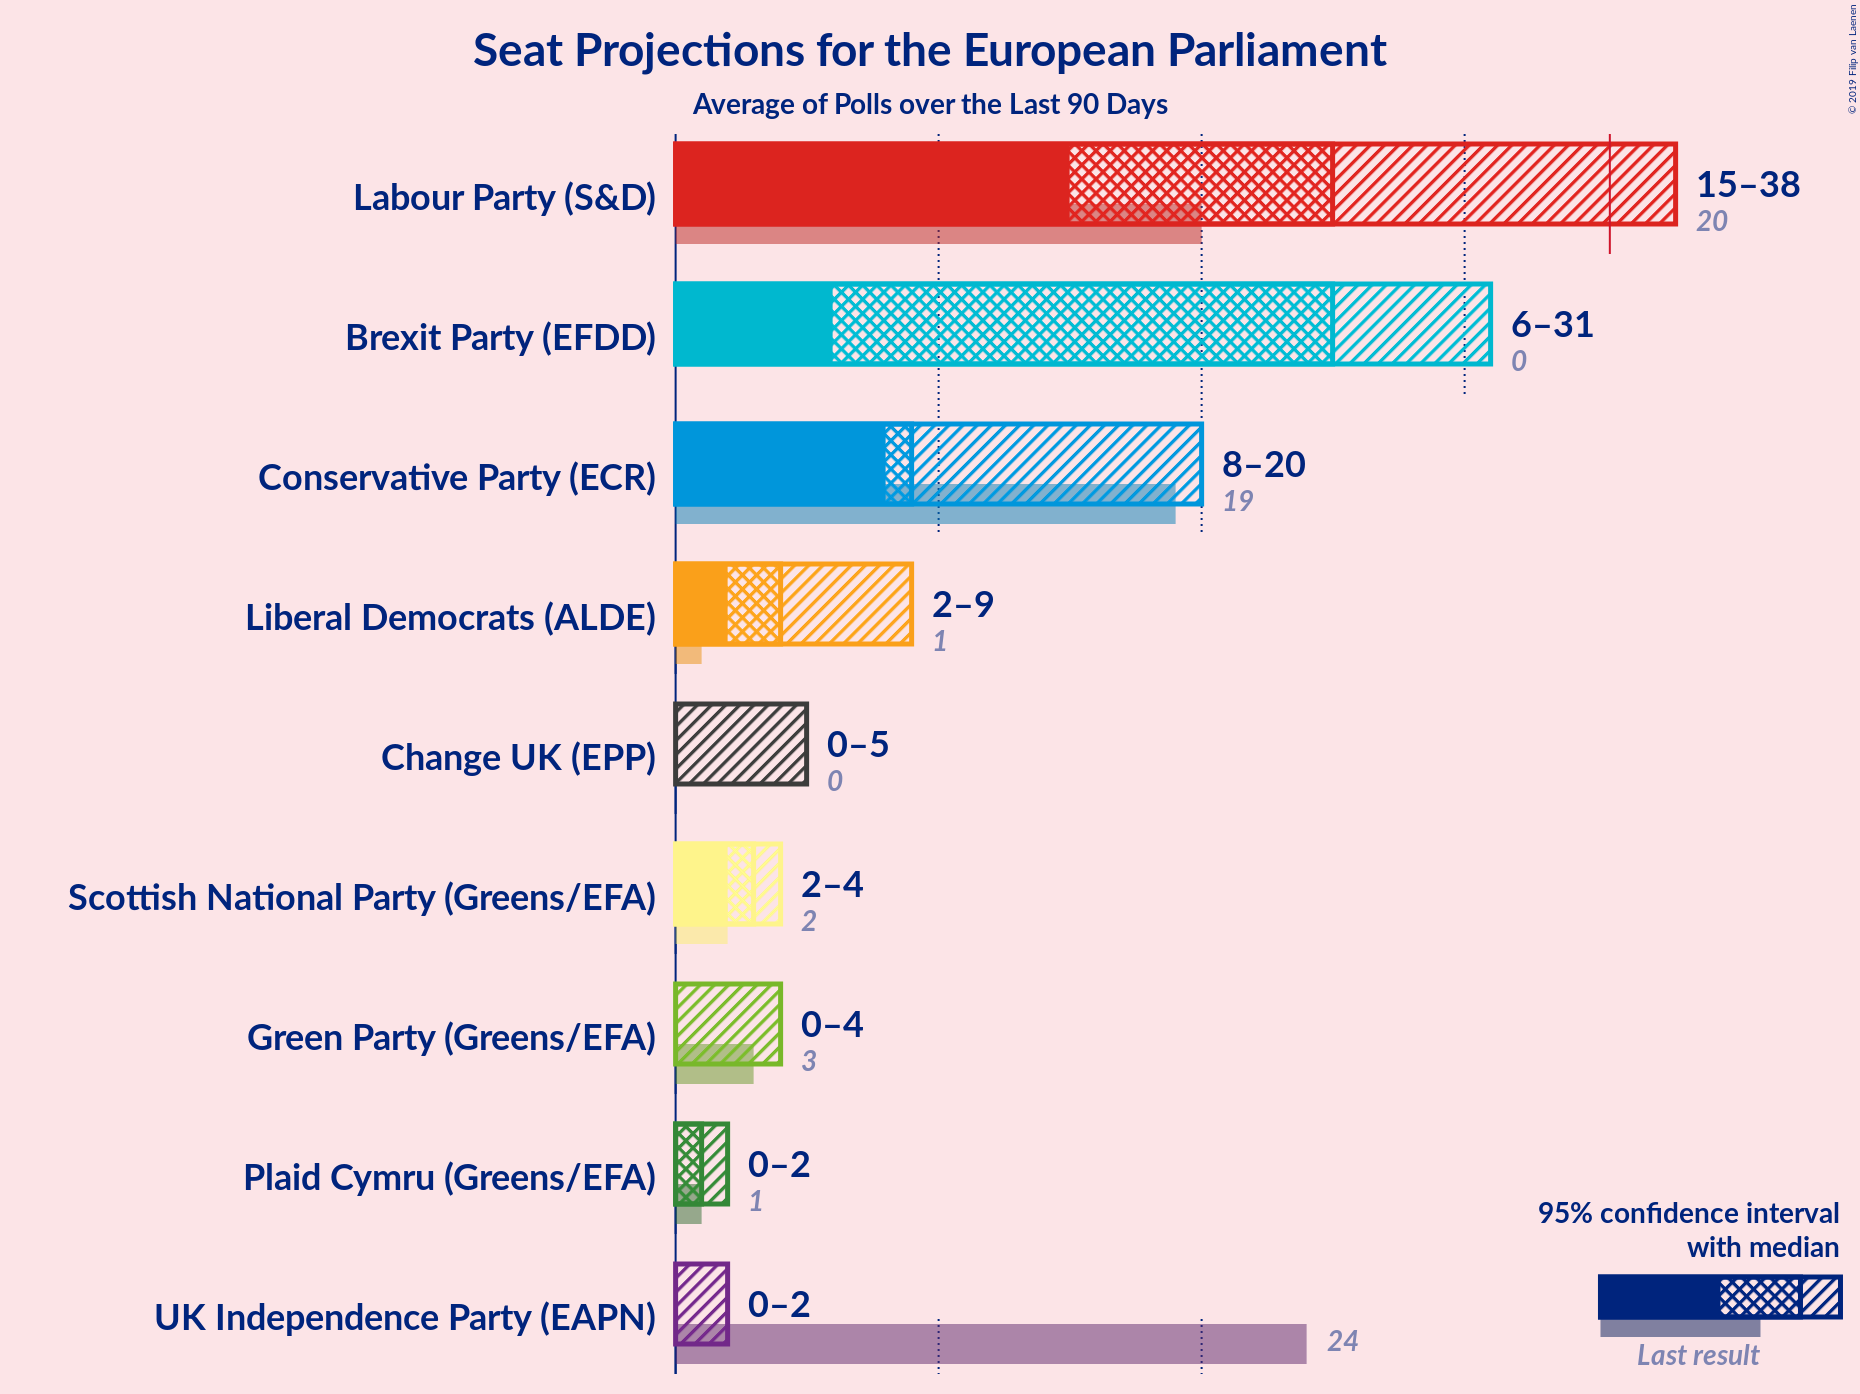 Seat Projections for the European Parliament
Average of Polls over the Last 90 Days
© 2019 Filip van Laenen
Labour Party (S&D)
15–38
20
Brexit Party (EFDD)
6–31
0
Conservative Party (ECR)
8–20
19
Liberal Democrats (ALDE)
2–9
1
Change UK (EPP)
0–5
0
Scottish National Party (Greens/EFA)
2–4
2
Green Party (Greens/EFA)
0–4
3
Plaid Cymru (Greens/EFA)
0–2
1
UK Independence Party (EAPN)
0–2
24
95% confidence interval
with median
Last result